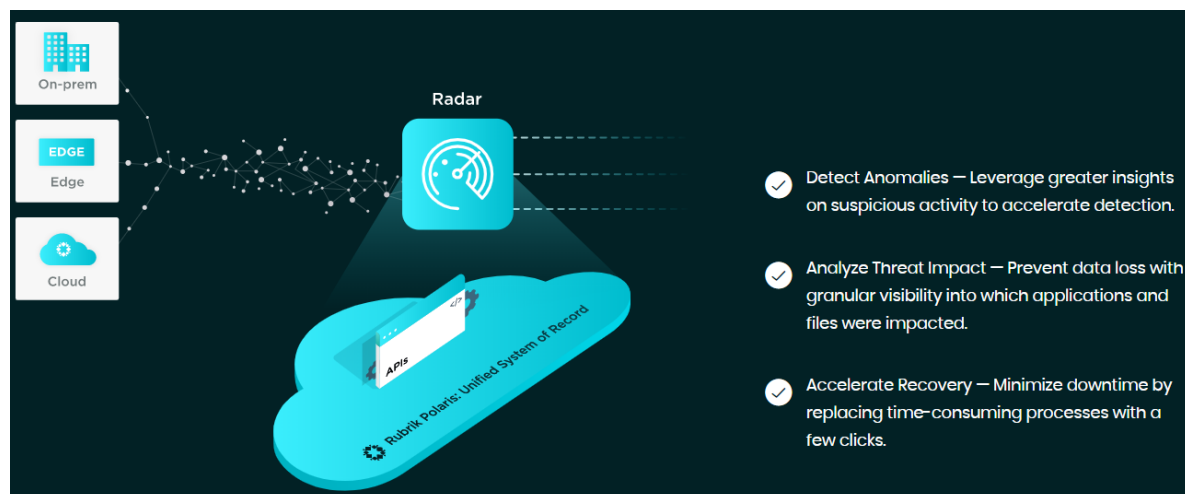 On-prem
EDGE
Edge
Cloud
Radar
</>
APIs
Rubrik Polaris: Unified System of Record
Detect Anomalies — Leverage greater insights
on suspicious activity to accelerate detection.
Analyze Threat Impact — Prevent data loss with
granular visibility into which applications and
files were impacted.
Accelerate Recovery — Minimize downtime by
replacing time-consuming processes with a
few clicks.